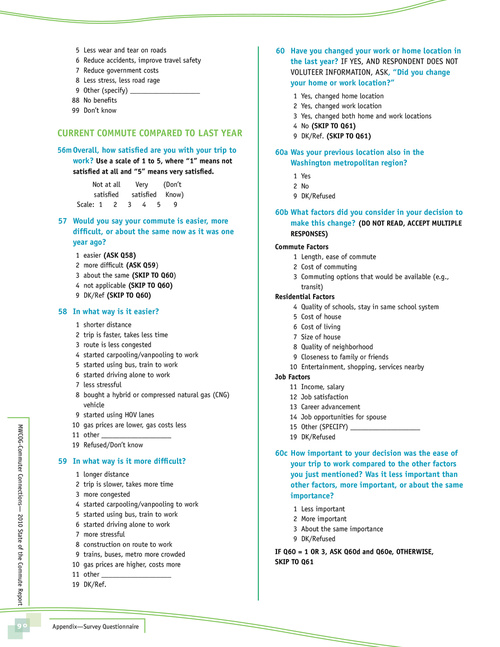 5 Less wear and tear on roads
6 Reduce accidents, improve travel safety
7 Reduce government costs
8 Less stress, less road rage
9 Other (specify) ____________________
88 No benefits
99 Don't know
CURRENT COMMUTE COMPARED TO LAST YEAR
56m Overall, how satisfied are you with your trip to
work? Use a scale of 1 to 5, where "1" means not
satisfied at all and "5" means very satisfied.
Not at all Very (Don't
satisfied satisfied Know)
Scale: 1 2 3 4 5 9
57 Would you say your commute is easier, more
difficult, or about the same now as it was one
year ago?
1 easier (ASK Q58)
2 more difficult (ASK Q59)
3 about the same (SKIP TO Q60)
4 not applicable (SKIP TO Q60)
9 DK/Ref (SKIP TO Q60)
58 In what way is it easier?
1 shorter distance
2 trip is faster, takes less time
3 route is less congested
4 started carpooling/vanpooling to work
5 started using bus, train to work
6 started driving alone to work
7 less stressful
8 bought a hybrid or compressed natural gas (CNG)
vehicle
9 started using HOV lanes
10 gas prices are lower, gas costs less
11 other ____________________
19 Refused/Don't know
59 In what way is it more difficult?
1 longer distance
2 trip is slower, takes more time
3 more congested
4 started carpooling/vanpooling to work
5 started using bus, train to work
6 started driving alone to work
7 more stressful
8 construction on route to work
9 trains, buses, metro more crowded
10 gas prices are higher, costs more
11 other ____________________
19 DK/Ref.
60 Have you changed your work or home location in
the last year? IF YES, AND RESPONDENT DOES NOT
VOLUTEER INFORMATION, ASK, "Did you change
your home or work location?"
1 Yes, changed home location
2 Yes, changed work location
3 Yes, changed both home and work locations
4 No (SKIP TO Q61)
9 DK/Ref. (SKIP TO Q61)
60a Was your previous location also in the
Washington metropolitan region?
1 Yes
2 No
9 DK/Refused
60b What factors did you consider in your decision to
make this change? (DO NOT READ, ACCEPT MULTIPLE
RESPONSES)
Commute Factors
1 Length, ease of commute
2 Cost of commuting
3 Commuting options that would be available (e.g.,
transit)
Residential Factors
4 Quality of schools, stay in same school system
5 Cost of house
6 Cost of living
7 Size of house
8 Quality of neighborhood
9 Closeness to family or friends
10 Entertainment, shopping, services nearby
Job Factors
11 Income, salary
12 Job satisfaction
13 Career advancement
14 Job opportunities for spouse
15 Other (SPECIFY) ____________________
19 DK/Refused
60c How important to your decision was the ease of
your trip to work compared to the other factors
you just mentioned? Was it less important than
other factors, more important, or about the same
importance?
1 Less important
2 More important
3 About the same importance
9 DK/Refused
IF Q60 = 1 OR 3, ASK Q60d and Q60e, OTHERWISE,
SKIP TO Q61
MWCOG-Commuter Connections— 2010 State of the Commute Report
90
Appendix—Survey Questionnaire